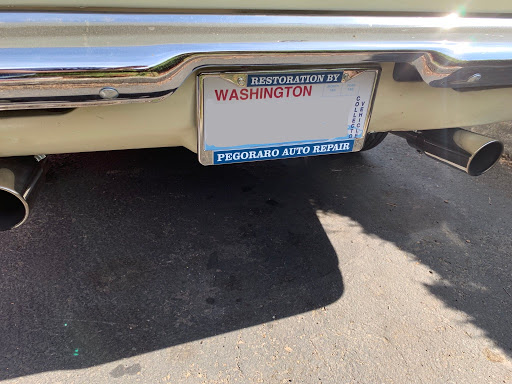 RESTORATION BY
WASHINGTON
COLLECTOR
VEHICLE
PEGORARO AUTO REPAIR